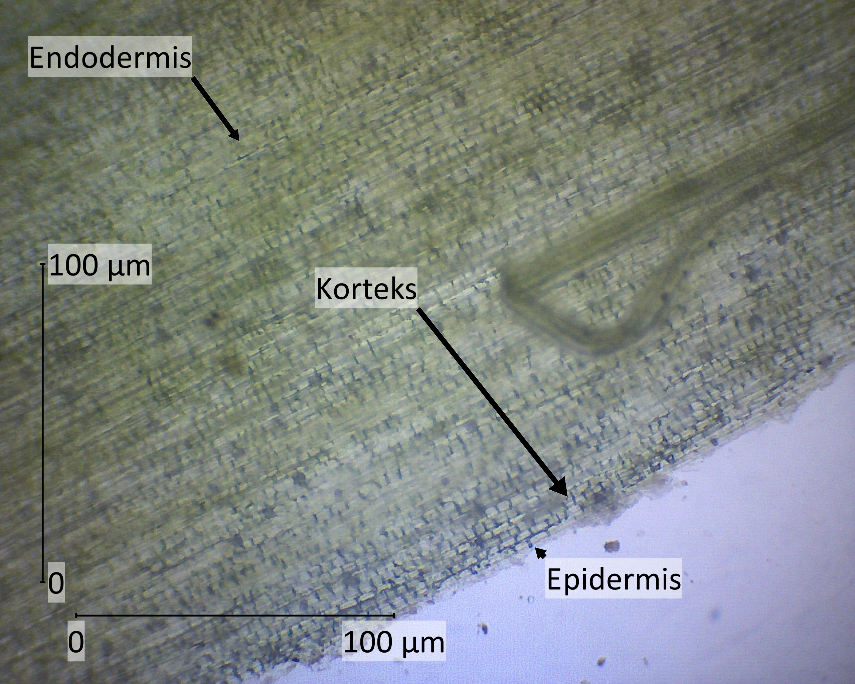 Endodermis
100 µm
Korteks
0
Epidermis
0
100 µm